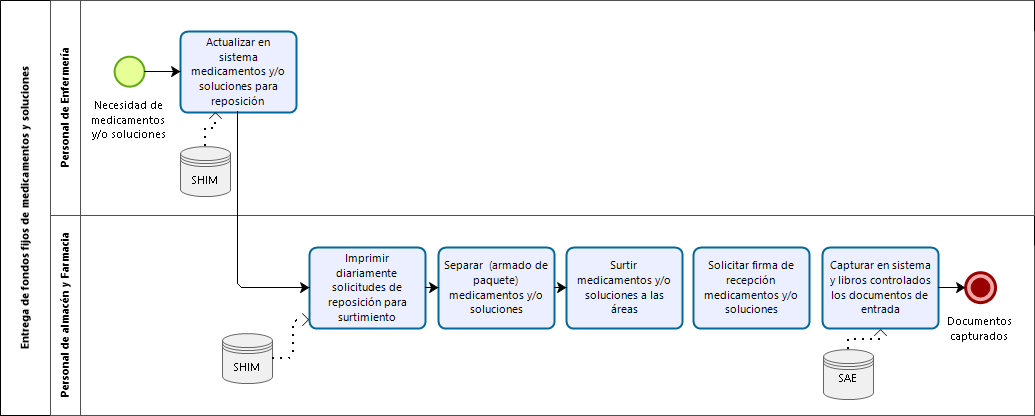 Entrega de fondos fijos de medicamentos y soluciones
Personal de Enfermería
Necesidad de
medicamentos
y/o soluciones
Actualizar en
sistema
medicamentos y/o
soluciones para
reposición
SHIM
Personal de almacén y Farmacia
Imprimir
diariamente
solicitudes de
reposición para
surtimiento
SHIM
Separar (armado de
paquete)
medicamentos y/o
soluciones
Surtir
medicamentos y/o
soluciones a las
áreas
Solicitar firma de
recepción
medicamentos y/o
soluciones
Capturar en sistema
y libros controlados
los documentos de
entrada
SAE
Documentos
capturados